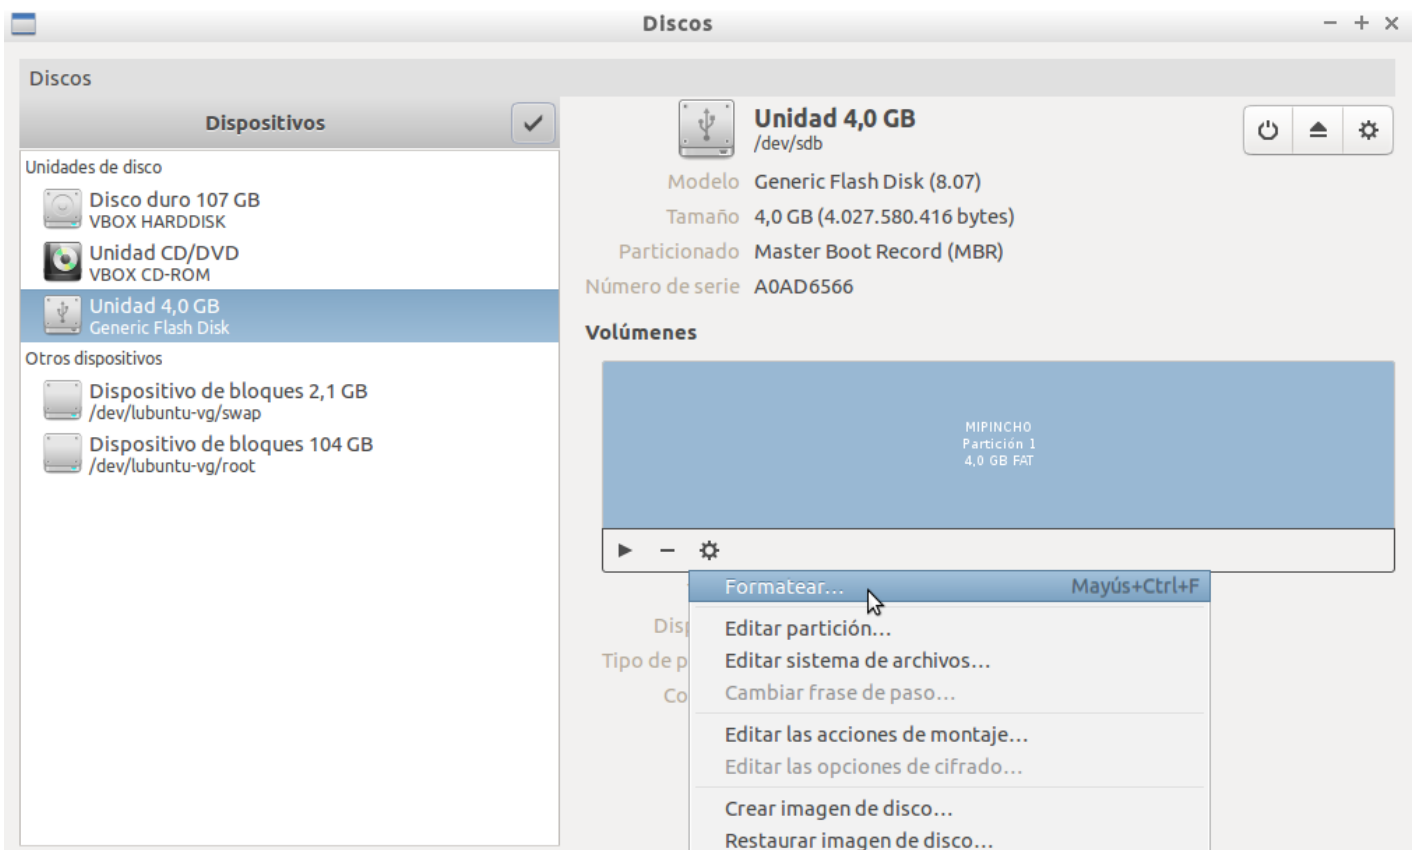 Discos
Discos
Dispositivos
Unidades de disco
Disco duro 107 GB
VBOX HARDDISK
Unidad CD/DVD
VBOX CD-ROM
Unidad 4,0 GB
Generic Flash Disk
Otros dispositivos
Dispositivo de bloques 2,1 GB
/dev/lubuntu-vg/swap
Dispositivo de bloques 104 GB
/dev/lubuntu-vg/root
Unidad 4,0 GB
/dev/sdb
Modelo Generic Flash Disk (8.07)
Tamaño 4,0 GB (4.027.580.416 bytes)
Particionado Master Boot Record (MBR)
Número de serie A0AD6566
Volúmenes
MIPINCHO
Partición 1
4,0 GB FAT
Formatear... Mayús+Ctrl+F
Disp
Editar partición...
Tipo de p
Editar sistema de archivos...
Co
Cambiar frase de paso...
Editar las acciones de montaje...
Editar las opciones de cifrado...
Crear imagen de disco...
Restaurar imagen de disco...